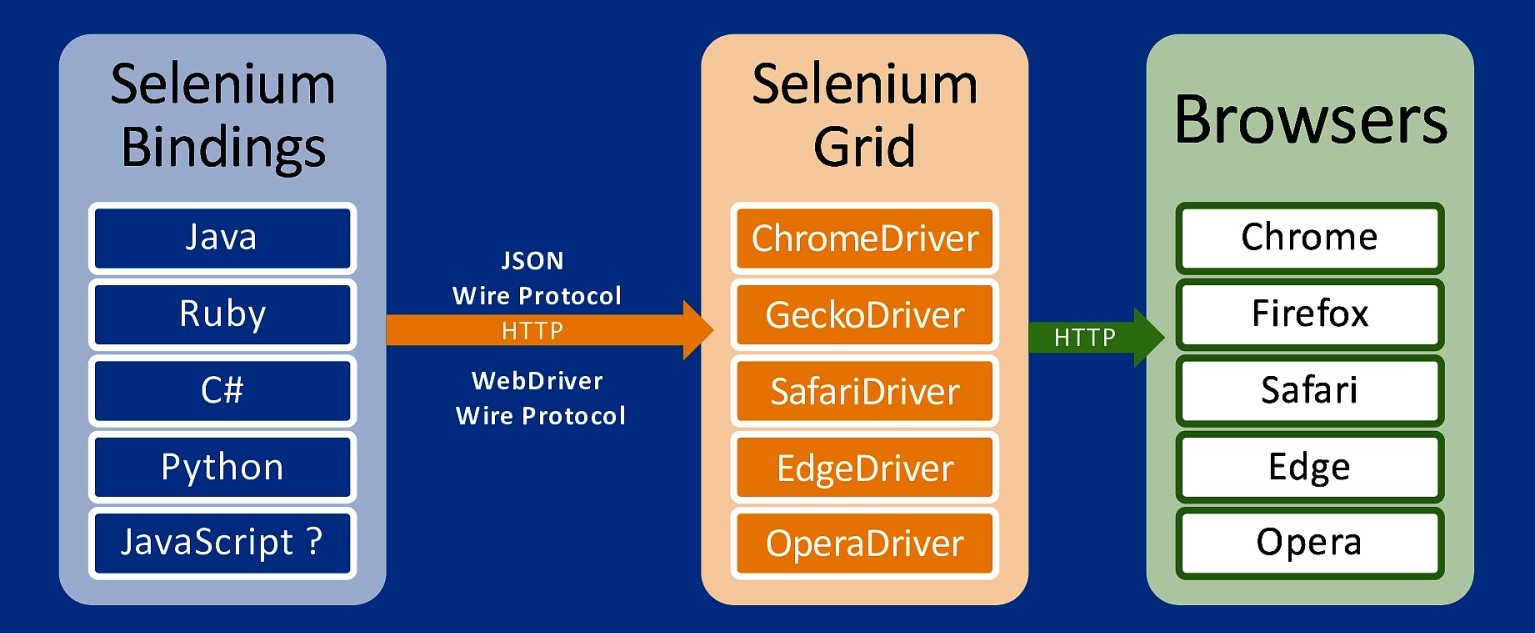 Selenium
Bindings
Java
Ruby
C#
Python
JavaScript ?
JSON
Wire Protocol
HTTP
WebDriver
Wire Protocol
Selenium
Grid
ChromeDriver
GeckoDriver
SafariDriver
EdgeDriver
OperaDriver
HTTP
Browsers
Chrome
Firefox
Safari
Edge
Opera